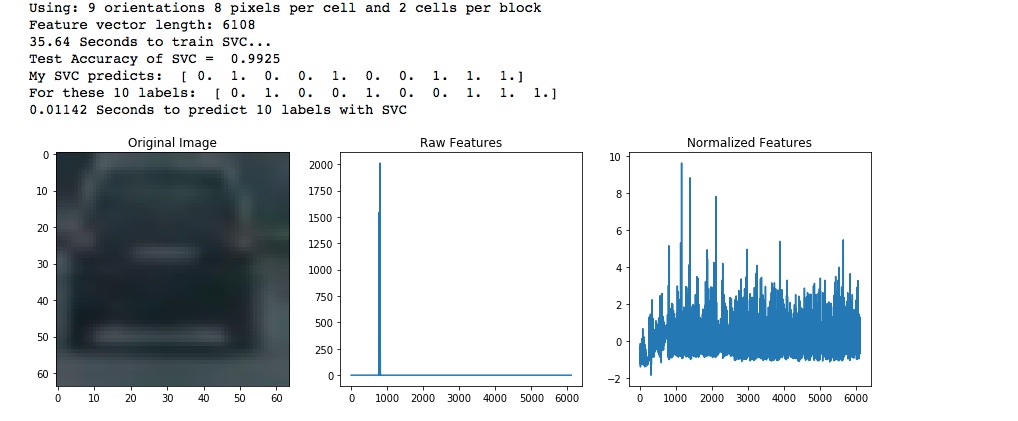 Using: 9 orientations 8 pixels per cell and 2 cells per block
Feature vector length: 6108
35.64 Seconds to train SVC...
Test Accuracy of SVC =  0.9925
My SVC predicts:  [ 0.  1.  0.  0.  1.  0.  0.  1.  1.  1.]
For these 10 labels:  [ 0.  1.  0.  0.  1.  0.  0.  1.  1.  1.]
0.01142 Seconds to predict 10 labels with SVC
Original Image
0
10
20
30
40
50
60
0 10 20 30 40 50 60
Raw Features
2000
1750
1500
1250
1000
750
500
250
0
0 1000 2000 3000 4000 5000 6000
Normalized Features
10
8
6
4
2
0
−2
0 1000 2000 3000 4000 5000 6000